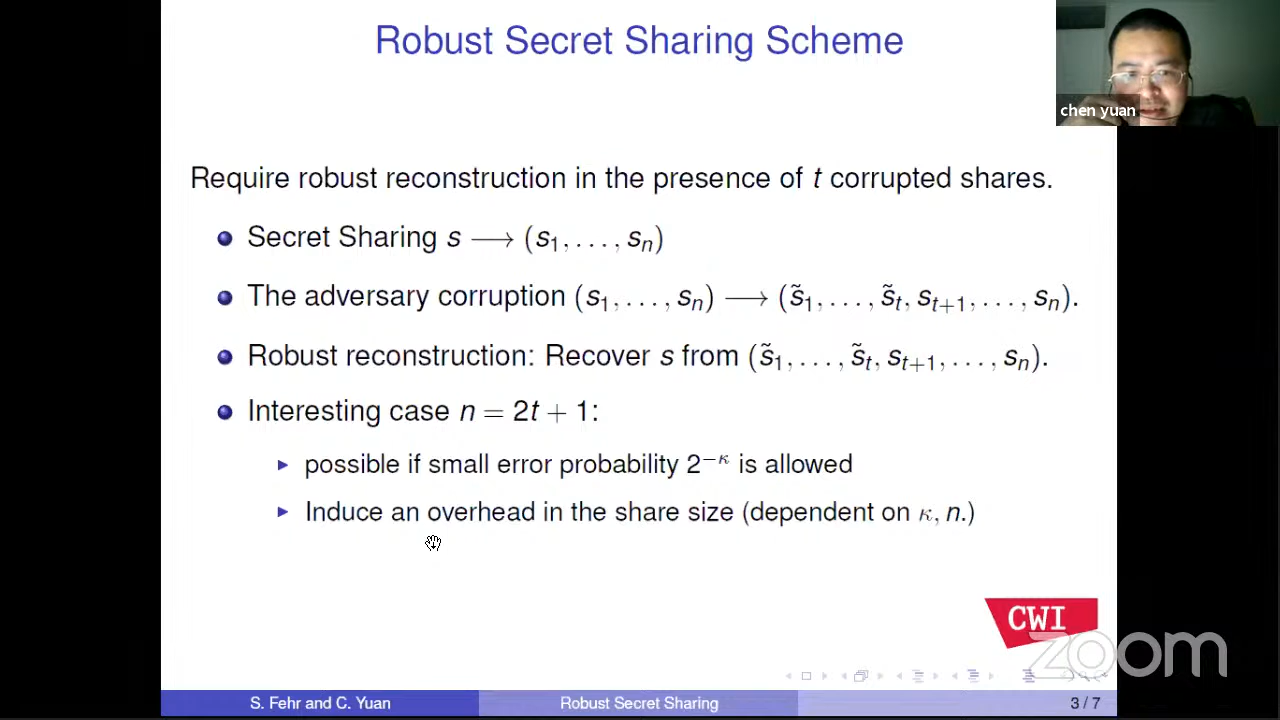 Robust Secret Sharing Scheme
chen yuan
Require robust reconstruction in the presence of t corrupted shares.
Secret Sharing s ⟶ (s₁, . . . , sₙ)
The adversary corruption (s₁, . . . , sₙ) ⟶ (s̃₁, . . . , s̃ₜ, sₜ₊₁, . . . , sₙ).
Robust reconstruction: Recover s from (s̃₁, . . . , s̃ₜ, sₜ₊₁, . . . , sₙ).
Interesting case n = 2t + 1:
possible if small error probability 2^{−κ} is allowed
Induce an overhead in the share size (dependent on κ, n.)
CWI
zoom
S. Fehr and C. Yuan
Robust Secret Sharing
3 / 7